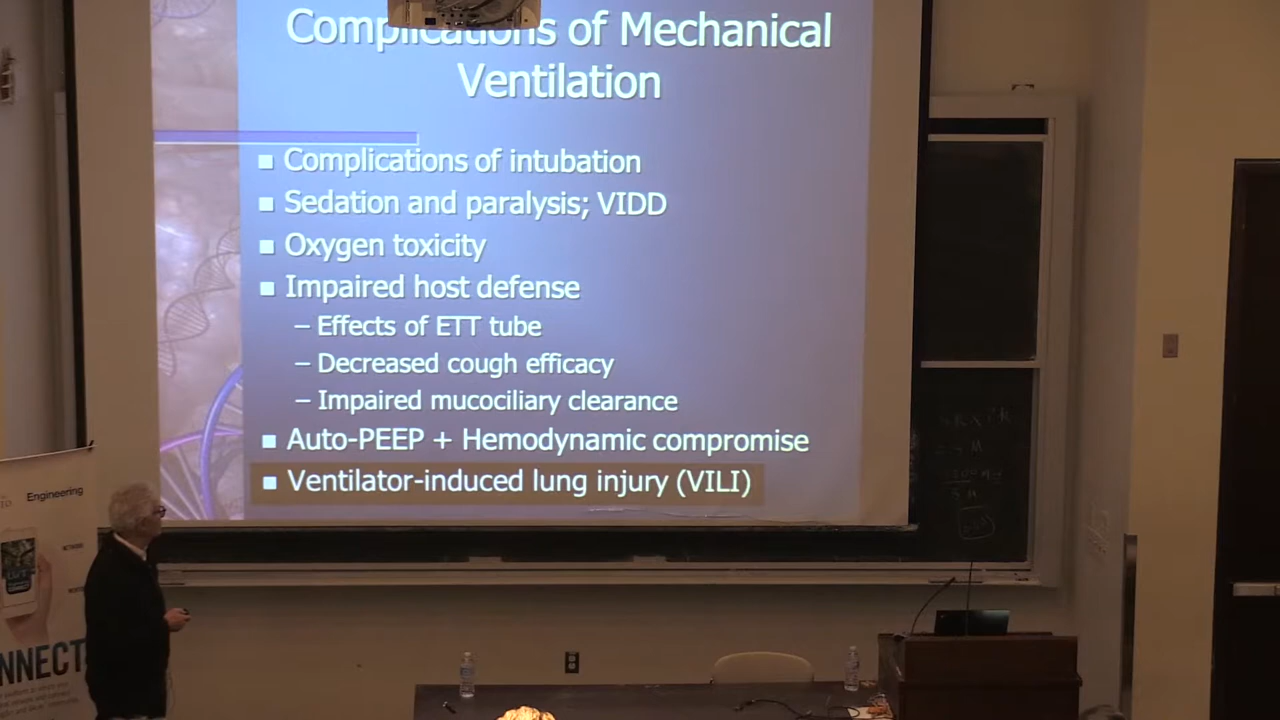 Complications of Mechanical
Ventilation
■ Complications of intubation
■ Sedation and paralysis; VIDD
■ Oxygen toxicity
■ Impaired host defense
– Effects of ETT tube
– Decreased cough efficacy
– Impaired mucociliary clearance
■ Auto-PEEP + Hemodynamic compromise
■ Ventilator-induced lung injury (VILI)
Engineering
NNECT